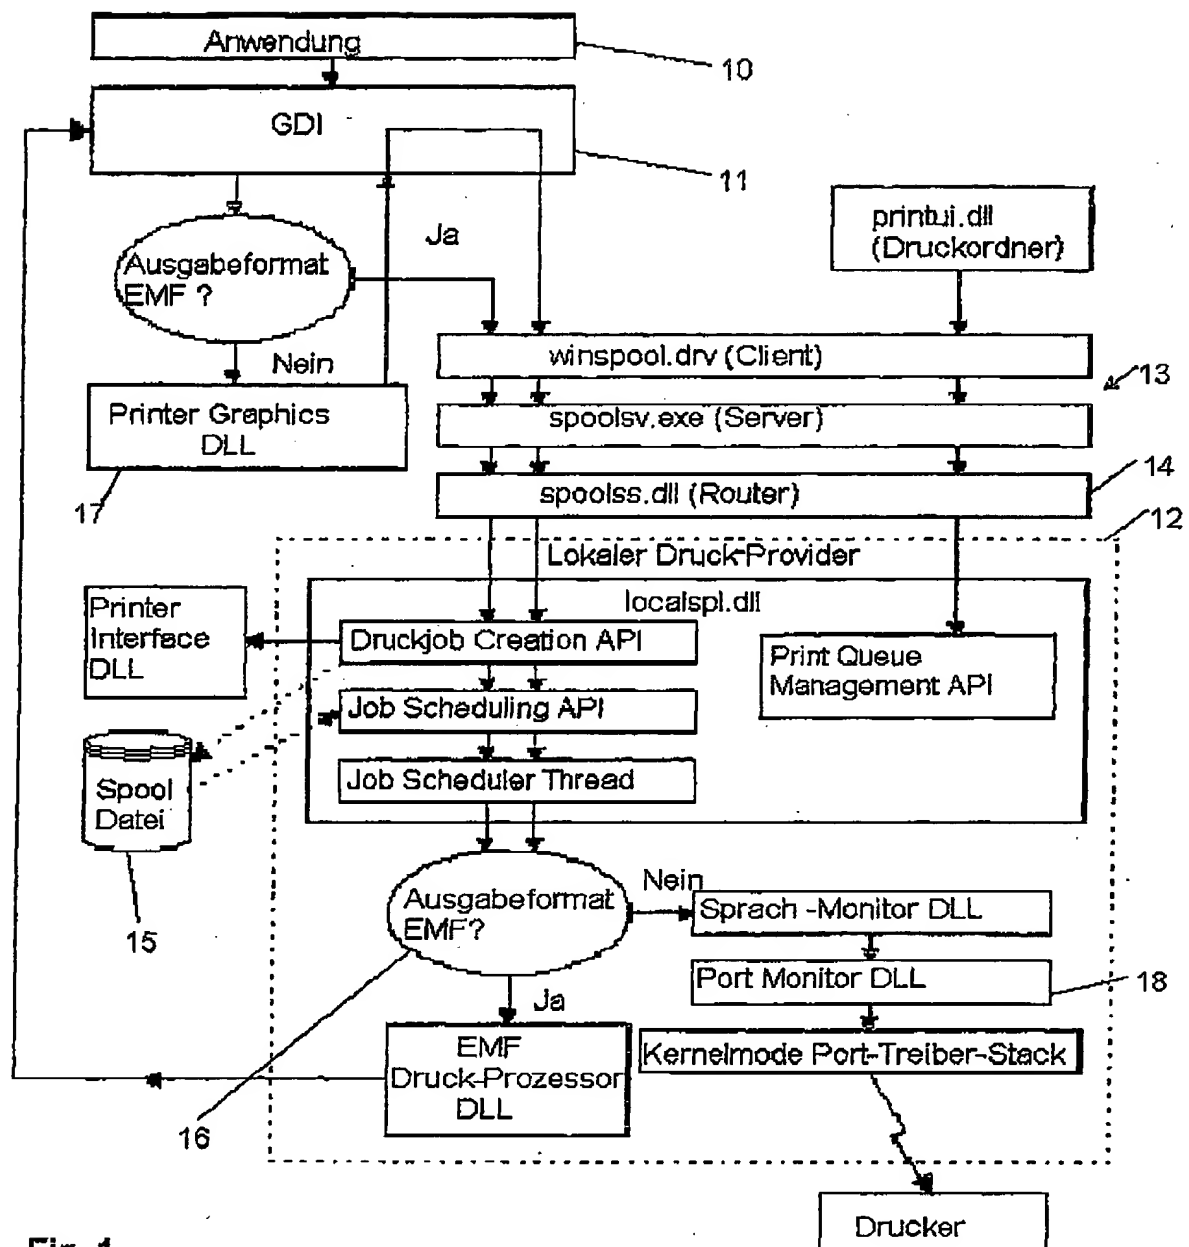 Anwendung
10
GDI
11
printui.dll
(Druckordner)
Ja
Ausgabeformat
EMF ?
Nein
winspool.drv (Client)
13
Printer Graphics
DLL
spoolsv.exe (Server)
17
spoolss.dll (Router)
14
12
Lokaler Druck-Provider
localspl.dll
Printer
Interface
DLL
Druckjob Creation API
Print Queue
Management API
Job Scheduling API
Job Scheduler Thread
Spool
Datei
15
Ausgabeformat
EMF?
Nein
Sprach -Monitor DLL
Port Monitor DLL
18
Ja
Kernelmode Port-Treiber-Stack
EMF
Druck-Prozessor
DLL
16
Drucker
Fig. 1